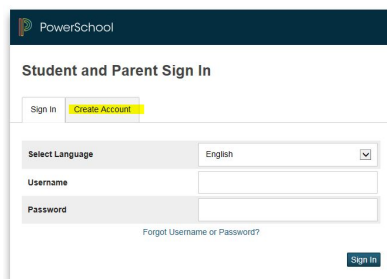 PowerSchool
Student and Parent Sign In
Sign In Create Account
Select Language English
Username
Password
Forgot Username or Password?
Sign In